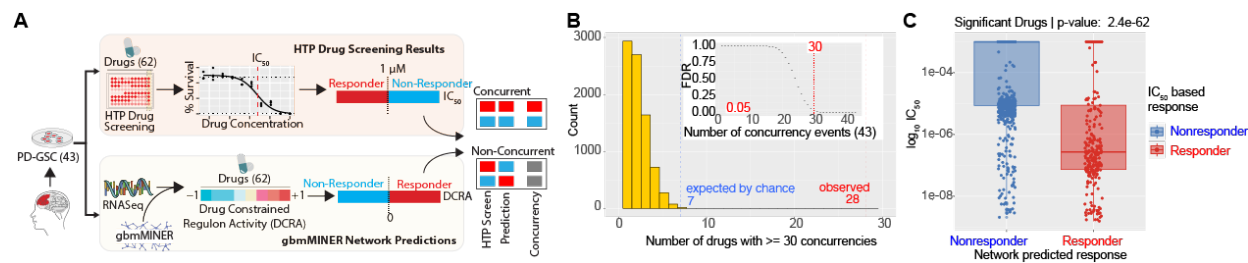 A
HTP Drug Screening Results
Drugs (62)
HTP Drug
Screening
% Survival
IC50
Drug Concentration
1 µM
Responder
Non-Responder
IC50
PD-GSC (43)
RNASeq
gbmMINER
Drugs (62)
−1
+1
Drug Constrained
Regulon Activity (DCRA)
Non-Responder
Responder
DCRA
0
gbmMINER Network Predictions
Concurrent
Non-Concurrent
HTP Screen
Prediction
Concurrency
B
Count
3000
2000
1000
0
0
5
10
15
20
25
30
Number of drugs with >= 30 concurrencies
expected by chance
7
observed
28
FDR
1.00
0.75
0.50
0.25
0.00
0.05
30
0
10
20
30
40
Number of concurrency events (43)
C
Significant Drugs | p-value: 2.4e-62
log10 IC50
1e-04
1e-06
1e-08
Nonresponder
Responder
Network predicted response
IC50 based
response
Nonresponder
Responder